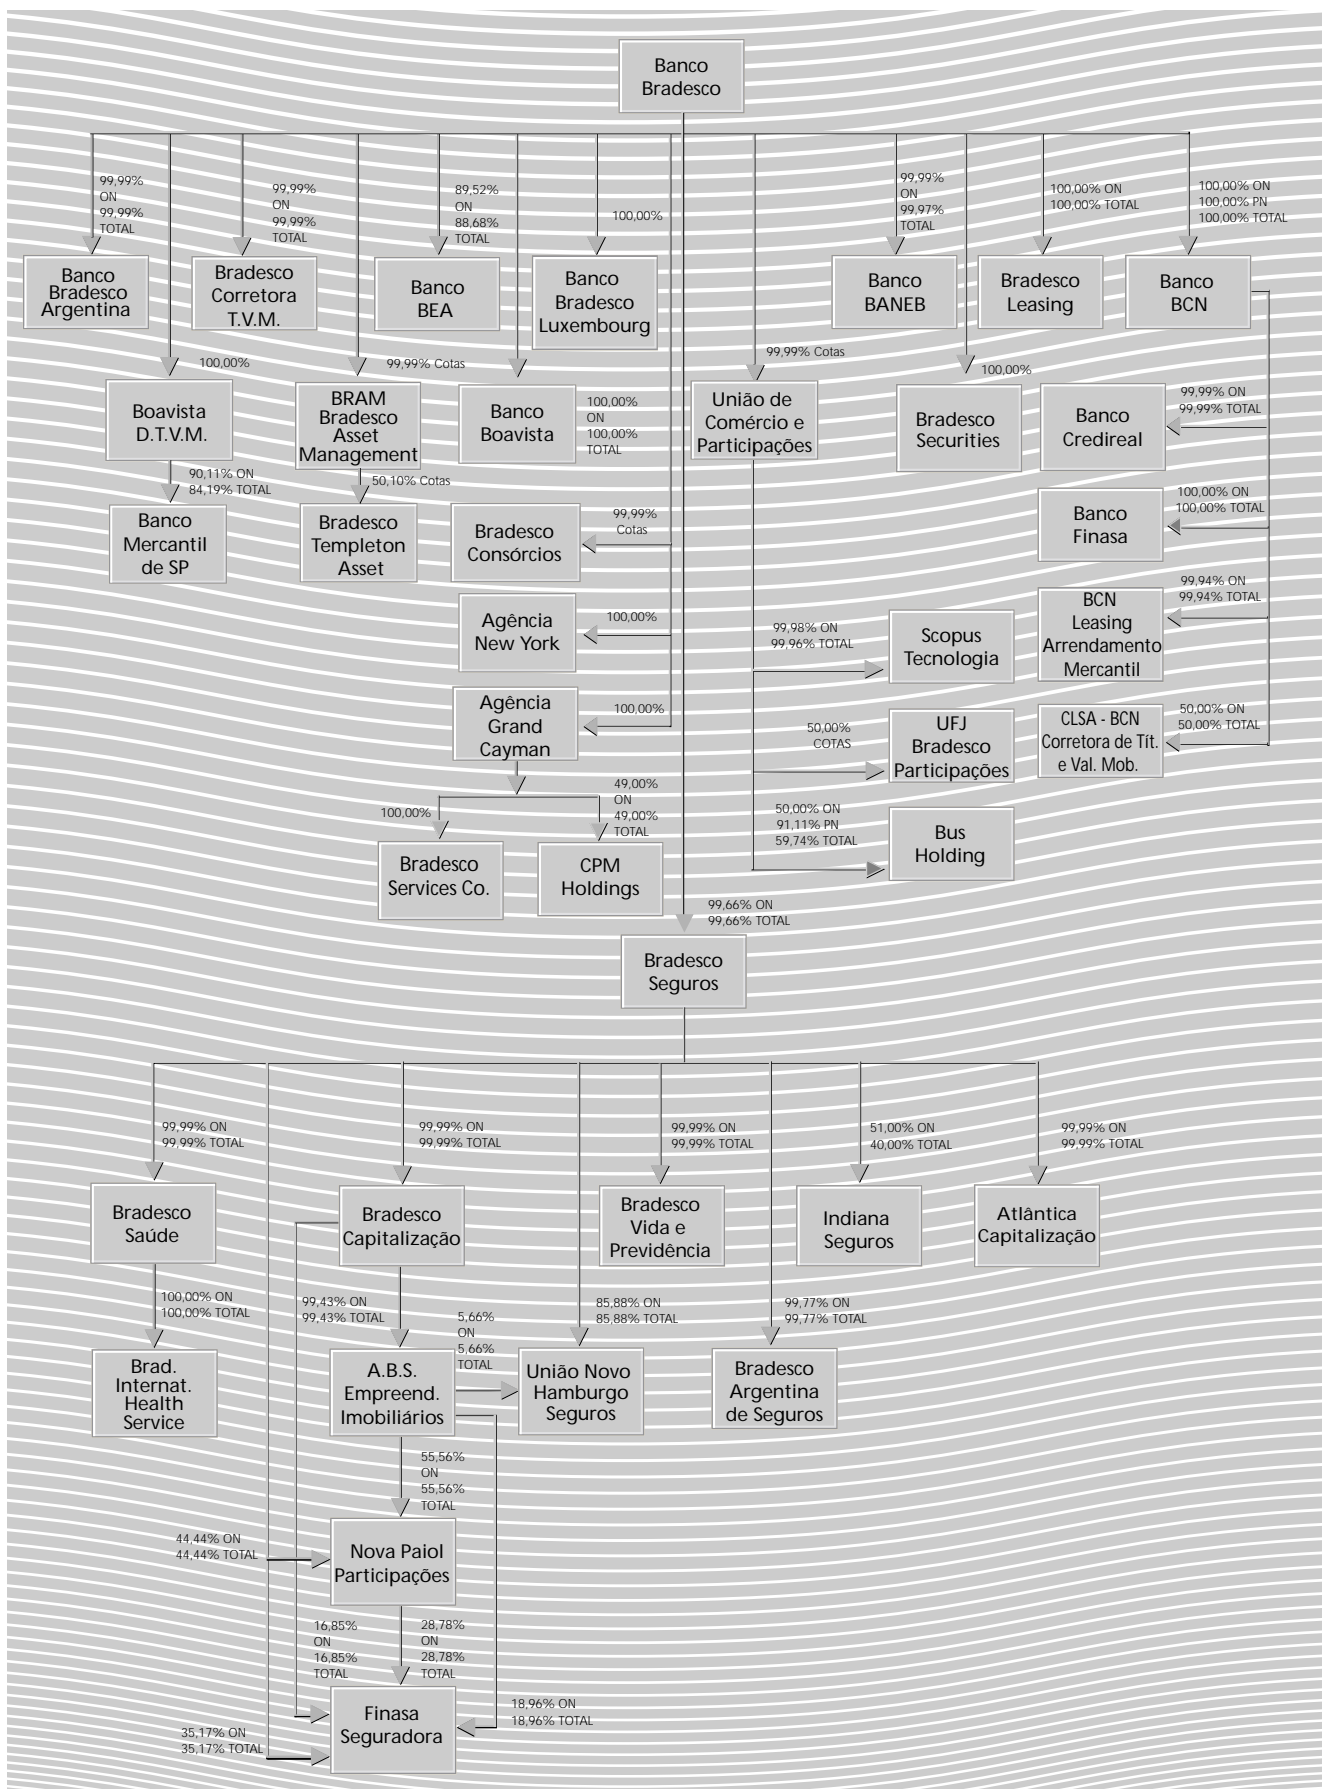 Banco
Bradesco
99,99%
ON
99,99%
TOTAL
99,99%
ON
99,99%
TOTAL
89,52%
ON
88,68%
TOTAL
100,00%
99,99%
ON
99,97%
TOTAL
100,00% ON
100,00% TOTAL
100,00% ON
100,00% PN
100,00% TOTAL
Banco
Bradesco
Argentina
Bradesco
Corretora
T.V.M.
Banco
BEA
Banco
Bradesco
Luxembourg
Banco
BANEB
Bradesco
Leasing
Banco
BCN
100,00%
99,99% Cotas
99,99% Cotas
100,00%
Boavista
D.T.V.M.
BRAM
Bradesco
Asset
Management
Banco
Boavista
100,00%
ON
100,00%
TOTAL
União de
Comércio e
Participações
Bradesco
Securities
Banco
Credireal
99,99% ON
99,99% TOTAL
90,11% ON
84,19% TOTAL
50,10% Cotas
Banco
Mercantil
de SP
Bradesco
Templeton
Asset
Bradesco
Consórcios
99,99%
Cotas
Banco
Finasa
100,00% ON
100,00% TOTAL
Agência
New York
100,00%
99,98% ON
99,96% TOTAL
Scopus
Tecnologia
BCN
Leasing
Arrendamento
Mercantil
99,94% ON
99,94% TOTAL
Agência
Grand
Cayman
100,00%
50,00%
COTAS
UFJ
Bradesco
Participações
CLSA - BCN
Corretora de Tít.
e Val. Mob.
50,00% ON
50,00% TOTAL
100,00%
49,00%
ON
49,00%
TOTAL
50,00% ON
91,11% PN
59,74% TOTAL
Bus
Holding
Bradesco
Services Co.
CPM
Holdings
99,66% ON
99,66% TOTAL
Bradesco
Seguros
99,99% ON
99,99% TOTAL
99,99% ON
99,99% TOTAL
99,99% ON
99,99% TOTAL
51,00% ON
40,00% TOTAL
99,99% ON
99,99% TOTAL
Bradesco
Saúde
Bradesco
Capitalização
Bradesco
Vida e
Previdência
Indiana
Seguros
Atlântica
Capitalização
100,00% ON
100,00% TOTAL
99,43% ON
99,43% TOTAL
5,66%
ON
5,66%
TOTAL
85,88% ON
85,88% TOTAL
99,77% ON
99,77% TOTAL
Brad.
Internat.
Health
Service
A.B.S.
Empreend.
Imobiliários
União Novo
Hamburgo
Seguros
Bradesco
Argentina
de Seguros
55,56%
ON
55,56%
TOTAL
44,44% ON
44,44% TOTAL
Nova Paiol
Participações
16,85%
ON
16,85%
TOTAL
28,78%
ON
28,78%
TOTAL
Finasa
Seguradora
18,96% ON
18,96% TOTAL
35,17% ON
35,17% TOTAL